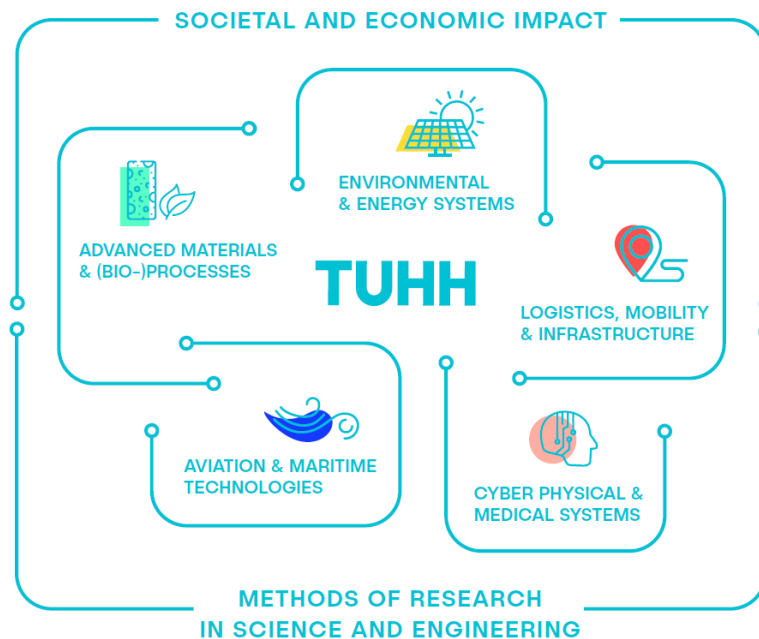 SOCIETAL AND ECONOMIC IMPACT
ENVIRONMENTAL
& ENERGY SYSTEMS
ADVANCED MATERIALS
& (BIO-)PROCESSES
TUHH
LOGISTICS, MOBILITY
& INFRASTRUCTURE
AVIATION & MARITIME
TECHNOLOGIES
CYBER PHYSICAL &
MEDICAL SYSTEMS
METHODS OF RESEARCH
IN SCIENCE AND ENGINEERING